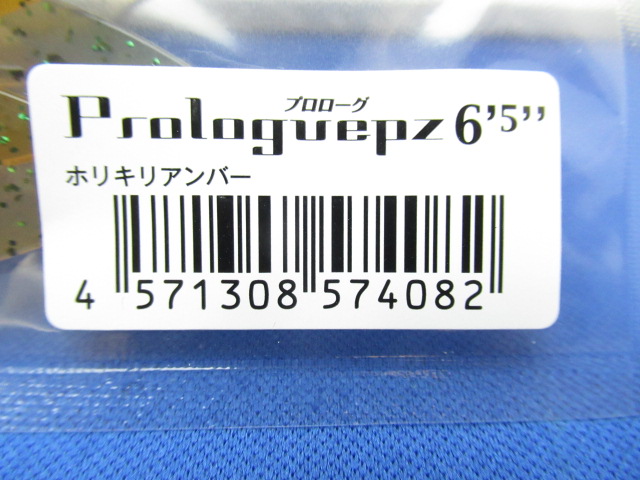 プロローグ
Prologuepz 6'5''
ホリキリアンバー
4 571308 574082